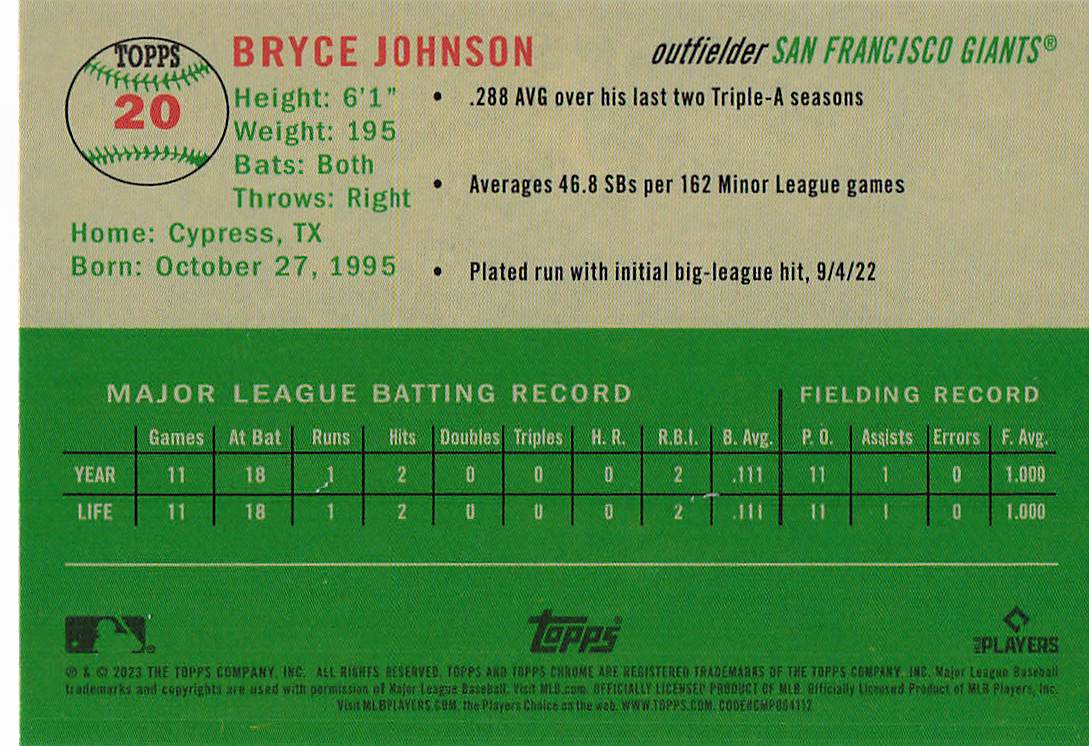 TOPPS
20
BRYCE JOHNSON
outfielder SAN FRANCISCO GIANTS®
Height: 6'1"
Weight: 195
Bats: Both
Throws: Right
Home: Cypress, TX
Born: October 27, 1995
• .288 AVG over his last two Triple-A seasons
• Averages 46.8 SBs per 162 Minor League games
• Plated run with initial big-league hit, 9/4/22
MAJOR LEAGUE BATTING RECORD FIELDING RECORD
Games At Bat Runs Hits Doubles Triples H. R. R.B.I. B. Avg. P. O. Assists Errors F. Avg.
YEAR 11 18 1 2 0 0 0 2 .111 11 1 0 1.000
LIFE 11 18 1 2 0 0 0 2 .111 11 1 0 1.000
topps
PLAYERS
® & © 2023 THE TOPPS COMPANY, INC. ALL RIGHTS RESERVED. TOPPS AND TOPPS CHROME ARE REGISTERED TRADEMARKS OF THE TOPPS COMPANY, INC. Major League Baseball
trademarks and copyrights are used with permission of Major League Baseball. Visit MLB.com. OFFICIALLY LICENSED PRODUCT OF MLB. Officially Licensed Product of MLB Players, Inc.
Visit MLBPLAYERS.COM, the Players Choice on the web. WWW.TOPPS.COM.